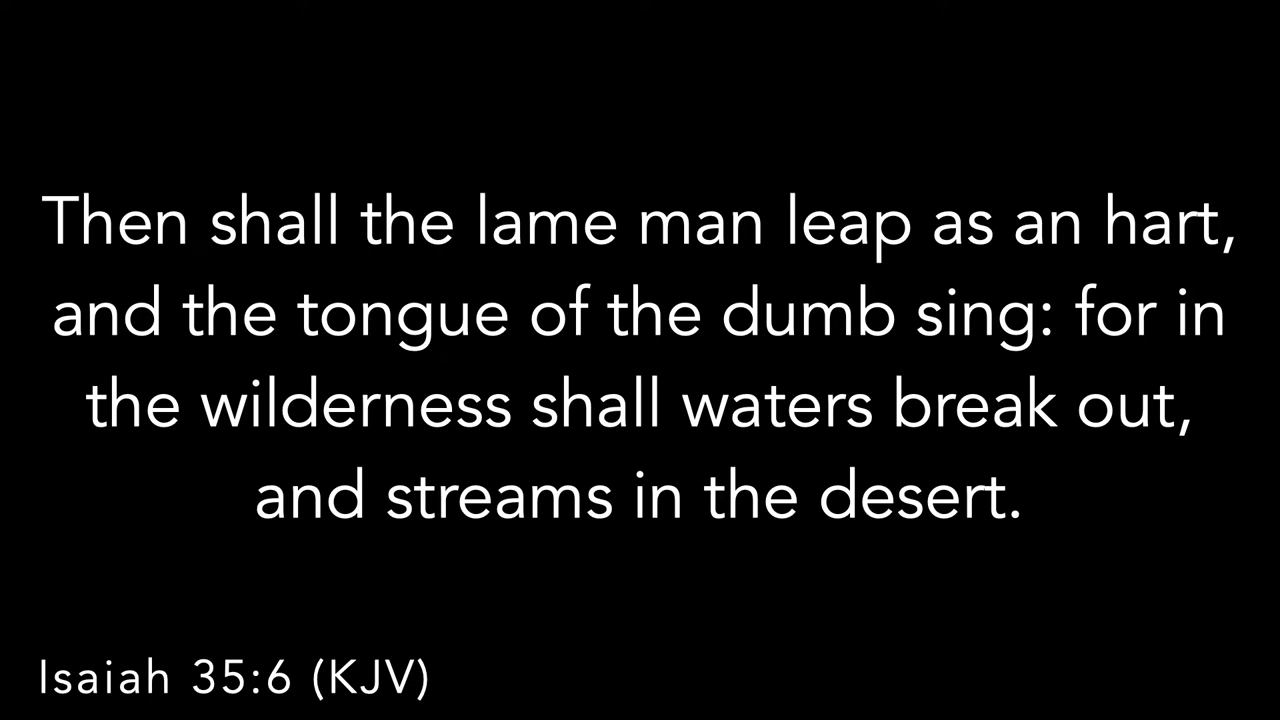 Then shall the lame man leap as an hart,
and the tongue of the dumb sing: for in
the wilderness shall waters break out,
and streams in the desert.
Isaiah 35:6 (KJV)